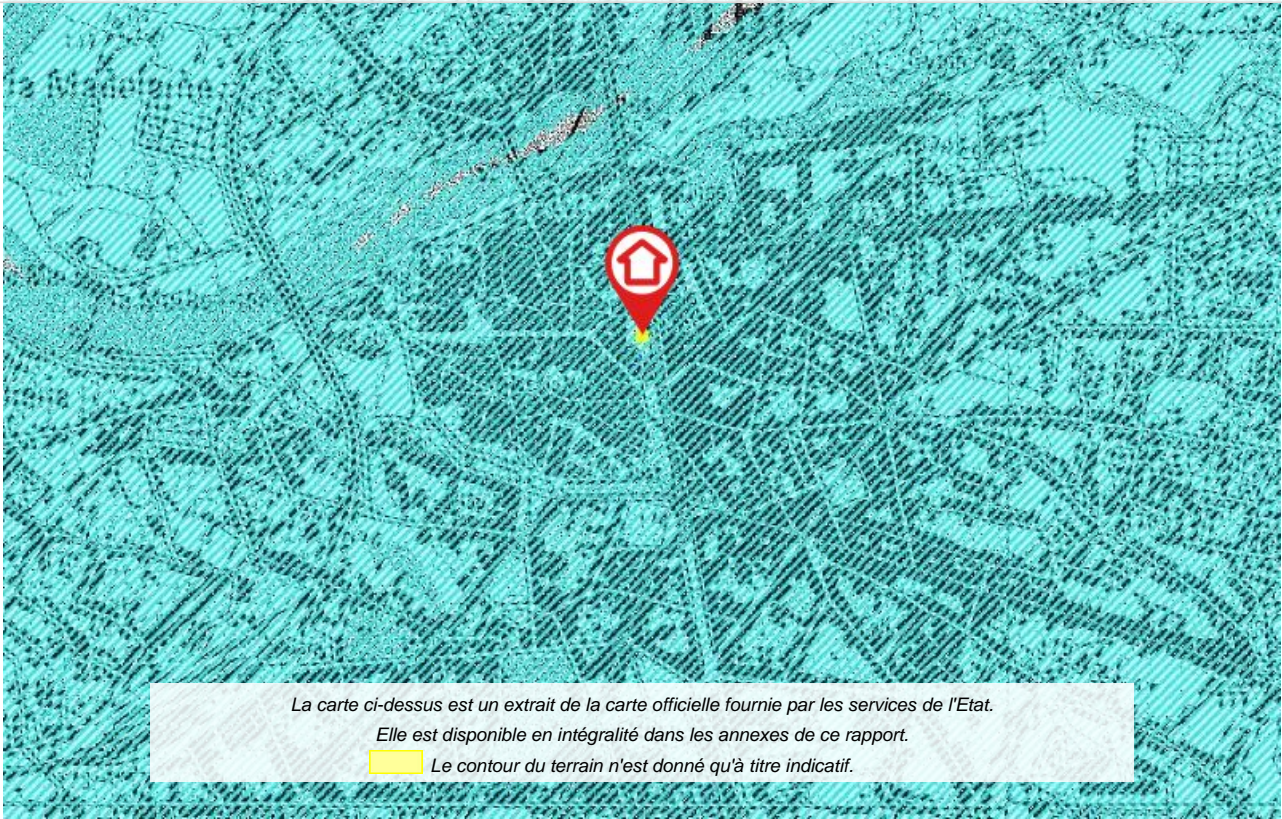 La carte ci-dessus est un extrait de la carte officielle fournie par les services de l'Etat.
Elle est disponible en intégralité dans les annexes de ce rapport.
Le contour du terrain n'est donné qu'à titre indicatif.